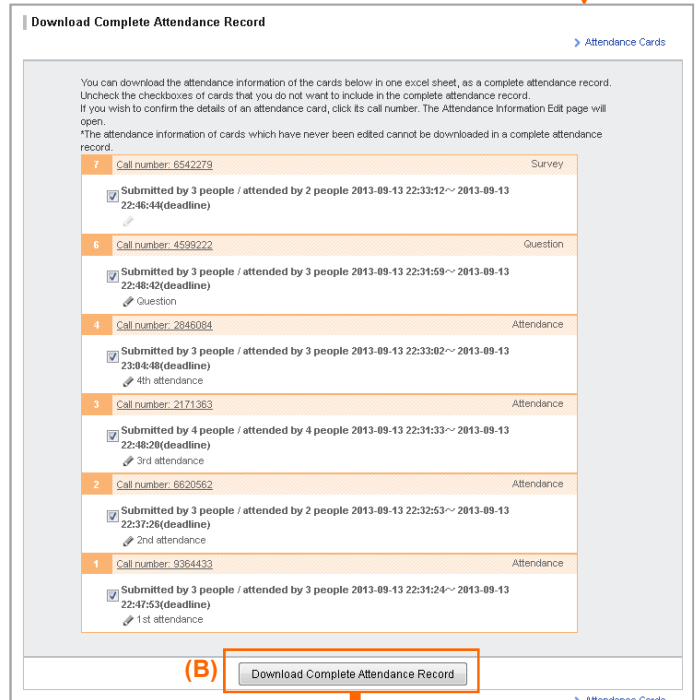 Download Complete Attendance Record
> Attendance Cards
You can download the attendance information of the cards below in one excel sheet, as a complete attendance record.
Uncheck the checkboxes of cards that you do not want to include in the complete attendance record.
If you wish to confirm the details of an attendance card, click its call number. The Attendance Information Edit page will
open.
*The attendance information of cards which have never been edited cannot be downloaded in a complete attendance
record.
7 Call number: 6542279 Survey
Submitted by 3 people / attended by 2 people 2013-09-13 22:33:12～ 2013-09-13
22:46:44(deadline)
6 Call number: 4599222 Question
Submitted by 3 people / attended by 3 people 2013-09-13 22:31:59～ 2013-09-13
22:48:42(deadline)
Question
4 Call number: 2846084 Attendance
Submitted by 3 people / attended by 3 people 2013-09-13 22:33:02～ 2013-09-13
23:04:48(deadline)
4th attendance
3 Call number: 2171363 Attendance
Submitted by 4 people / attended by 4 people 2013-09-13 22:31:33～ 2013-09-13
22:48:20(deadline)
3rd attendance
2 Call number: 6620562 Attendance
Submitted by 3 people / attended by 2 people 2013-09-13 22:32:53～ 2013-09-13
22:37:26(deadline)
2nd attendance
1 Call number: 9364433 Attendance
Submitted by 3 people / attended by 3 people 2013-09-13 22:31:24～ 2013-09-13
22:47:53(deadline)
1st attendance
(B) Download Complete Attendance Record
> Attendance Cards